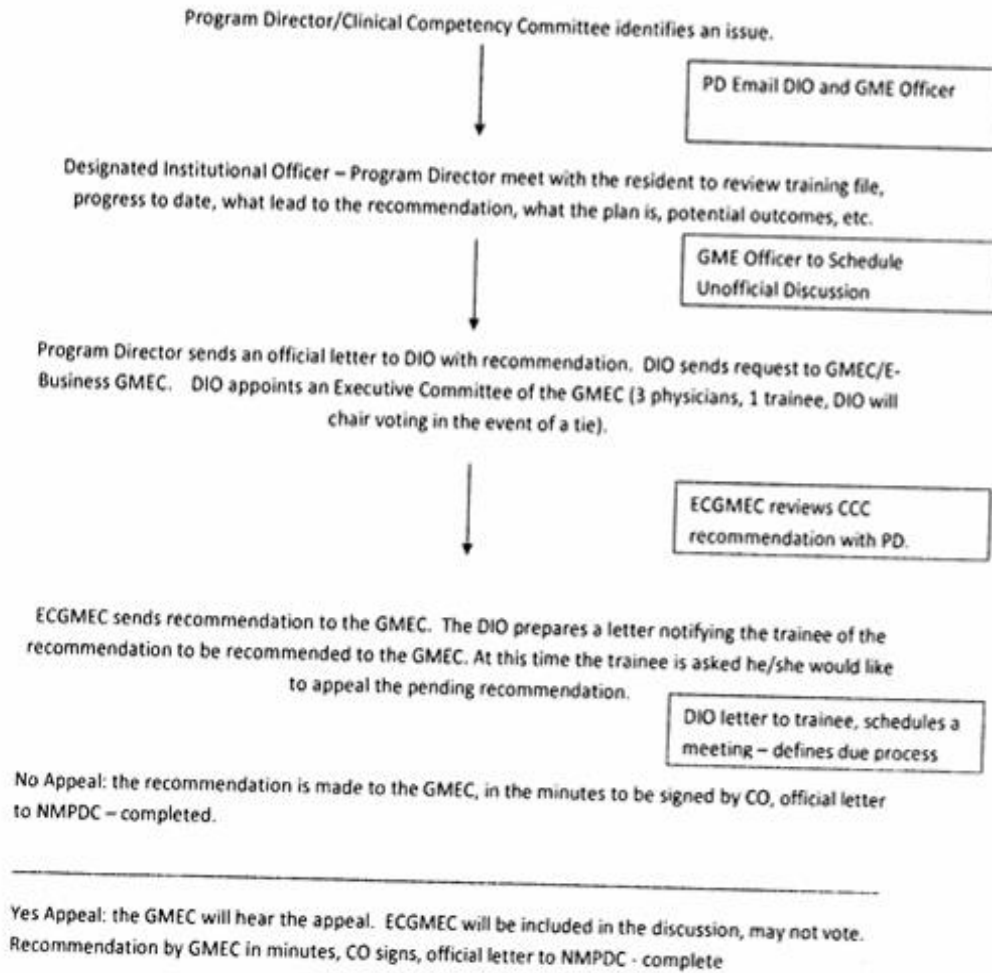 Program Director/Clinical Competency Committee identifies an issue.
PD Email DIO and GME Officer
Designated Institutional Officer – Program Director meet with the resident to review training file,
progress to date, what lead to the recommendation, what the plan is, potential outcomes, etc.
GME Officer to Schedule
Unofficial Discussion
Program Director sends an official letter to DIO with recommendation. DIO sends request to GMEC/E-
Business GMEC. DIO appoints an Executive Committee of the GMEC (3 physicians, 1 trainee, DIO will
chair voting in the event of a tie).
ECGMEC reviews CCC
recommendation with PD.
ECGMEC sends recommendation to the GMEC. The DIO prepares a letter notifying the trainee of the
recommendation to be recommended to the GMEC. At this time the trainee is asked he/she would like
to appeal the pending recommendation.
DIO letter to trainee, schedules a
meeting – defines due process
No Appeal: the recommendation is made to the GMEC, in the minutes to be signed by CO, official letter
to NMPDC – completed.
Yes Appeal: the GMEC will hear the appeal. ECGMEC will be included in the discussion, may not vote.
Recommendation by GMEC in minutes, CO signs, official letter to NMPDC - complete